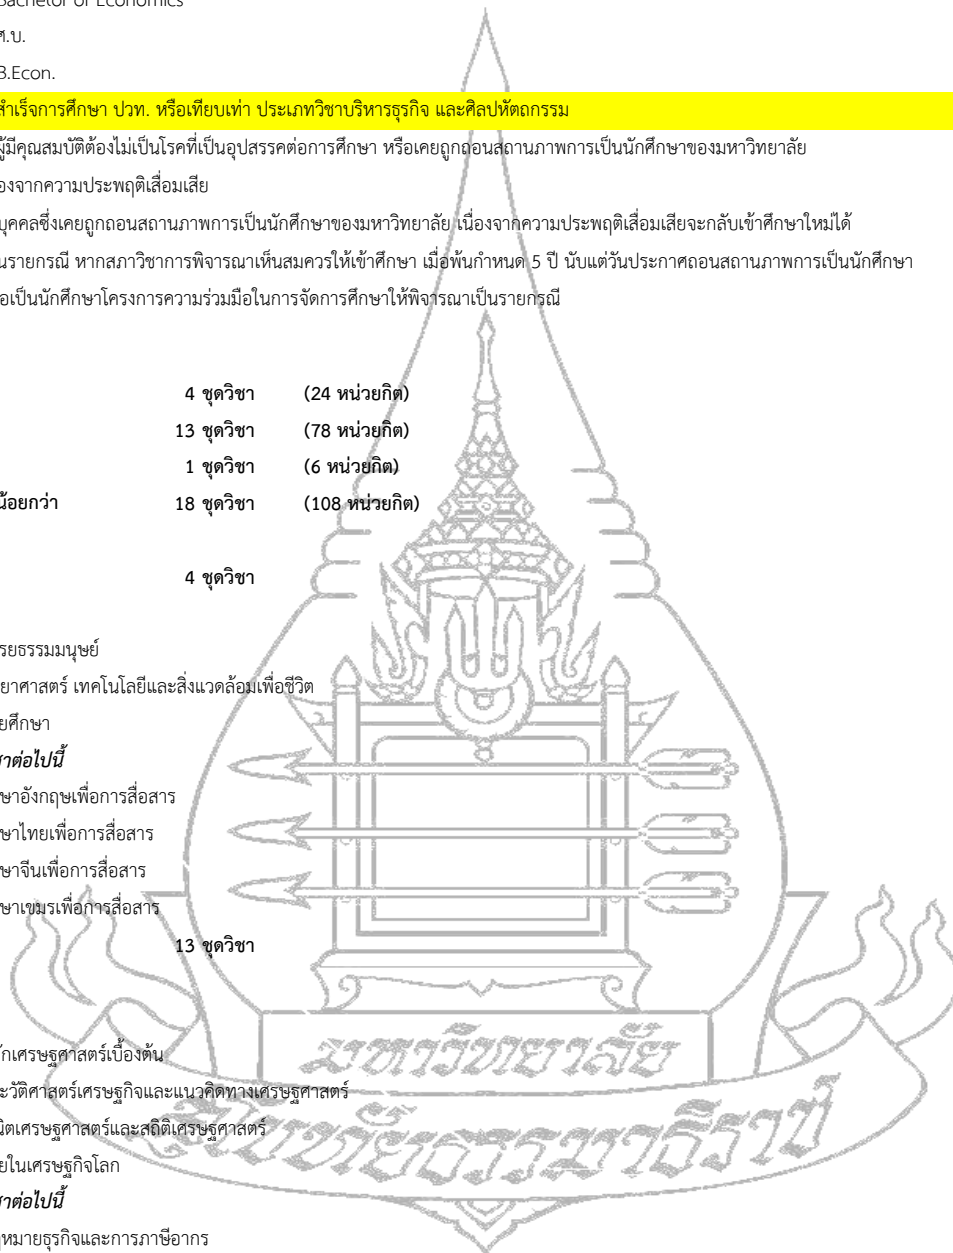 Bachelor of Economics
ศ.บ.
B.Econ.
สำเร็จการศึกษา ปวท. หรือเทียบเท่า ประเภทวิชาบริหารธุรกิจ และศิลปหัตถกรรม
ผู้มีคุณสมบัติต้องไม่เป็นโรคที่เป็นอุปสรรคต่อการศึกษา หรือเคยถูกถอนสถานภาพการเป็นนักศึกษาของมหาวิทยาลัย
องจากความประพฤติเสื่อมเสีย
บุคคลซึ่งเคยถูกถอนสถานภาพการเป็นนักศึกษาของมหาวิทยาลัย เนื่องจากความประพฤติเสื่อมเสียจะกลับเข้าศึกษาใหม่ได้
นรายกรณี หากสภาวิชาการพิจารณาเห็นสมควรให้เข้าศึกษา เมื่อพ้นกำหนด 5 ปี นับแต่วันประกาศถอนสถานภาพการเป็นนักศึกษา
อเป็นนักศึกษาโครงการความร่วมมือในการจัดการศึกษาให้พิจารณาเป็นรายกรณี
4 ชุดวิชา (24 หน่วยกิต)
13 ชุดวิชา (78 หน่วยกิต)
1 ชุดวิชา (6 หน่วยกิต)
น้อยกว่า 18 ชุดวิชา (108 หน่วยกิต)
4 ชุดวิชา
รยธรรมมนุษย์
ยาศาสตร์ เทคโนโลยีและสิ่งแวดล้อมเพื่อชีวิต
ยศึกษา
าต่อไปนี้
ษาอังกฤษเพื่อการสื่อสาร
ษาไทยเพื่อการสื่อสาร
ษาจีนเพื่อการสื่อสาร
ษาเขมรเพื่อการสื่อสาร
13 ชุดวิชา
ักเศรษฐศาสตร์เบื้องต้น
ะวัติศาสตร์เศรษฐกิจและแนวคิดทางเศรษฐศาสตร์
ณิตเศรษฐศาสตร์และสถิติเศรษฐศาสตร์
ยในเศรษฐกิจโลก
าต่อไปนี้
ฎหมายธุรกิจและการภาษีอากร
มหาวิทยาลัย
สุโขทัยธรรมาธิราช